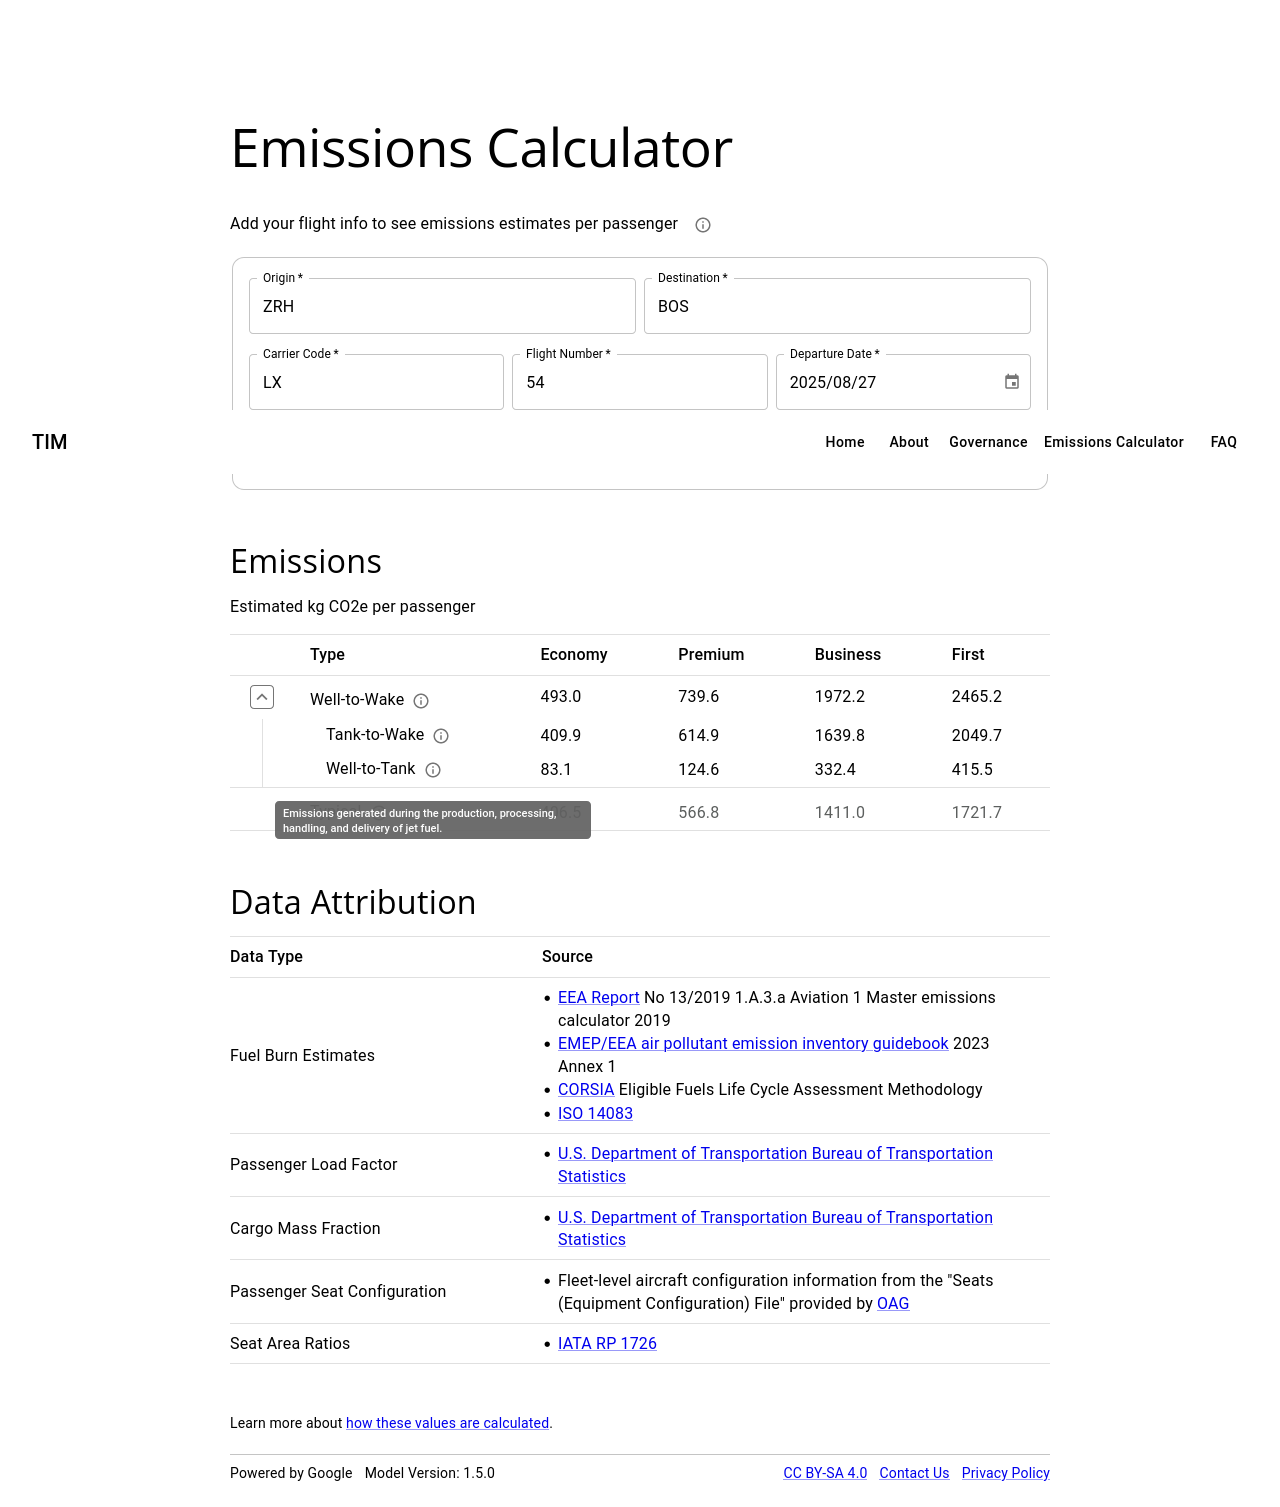 Emissions Calculator
Add your flight info to see emissions estimates per passenger
Origin *
Destination *
ZRH
BOS
Carrier Code *
Flight Number *
Departure Date *
LX
54
2025/08/27
TIM
Home
About
Governance
Emissions Calculator
FAQ
Emissions
Estimated kg CO2e per passenger
Type Economy Premium Business First
Well-to-Wake 493.0 739.6 1972.2 2465.2
Tank-to-Wake 409.9 614.9 1639.8 2049.7
Well-to-Tank 83.1 124.6 332.4 415.5
566.8 1411.0 1721.7
Emissions generated during the production, processing,
handling, and delivery of jet fuel.
Data Attribution
Data Type Source
Fuel Burn Estimates
• EEA Report No 13/2019 1.A.3.a Aviation 1 Master emissions
calculator 2019
• EMEP/EEA air pollutant emission inventory guidebook 2023
Annex 1
• CORSIA Eligible Fuels Life Cycle Assessment Methodology
• ISO 14083
Passenger Load Factor
• U.S. Department of Transportation Bureau of Transportation
Statistics
Cargo Mass Fraction
• U.S. Department of Transportation Bureau of Transportation
Statistics
Passenger Seat Configuration
• Fleet-level aircraft configuration information from the "Seats
(Equipment Configuration) File" provided by OAG
Seat Area Ratios
• IATA RP 1726
Learn more about how these values are calculated.
Powered by Google Model Version: 1.5.0
CC BY-SA 4.0 Contact Us Privacy Policy